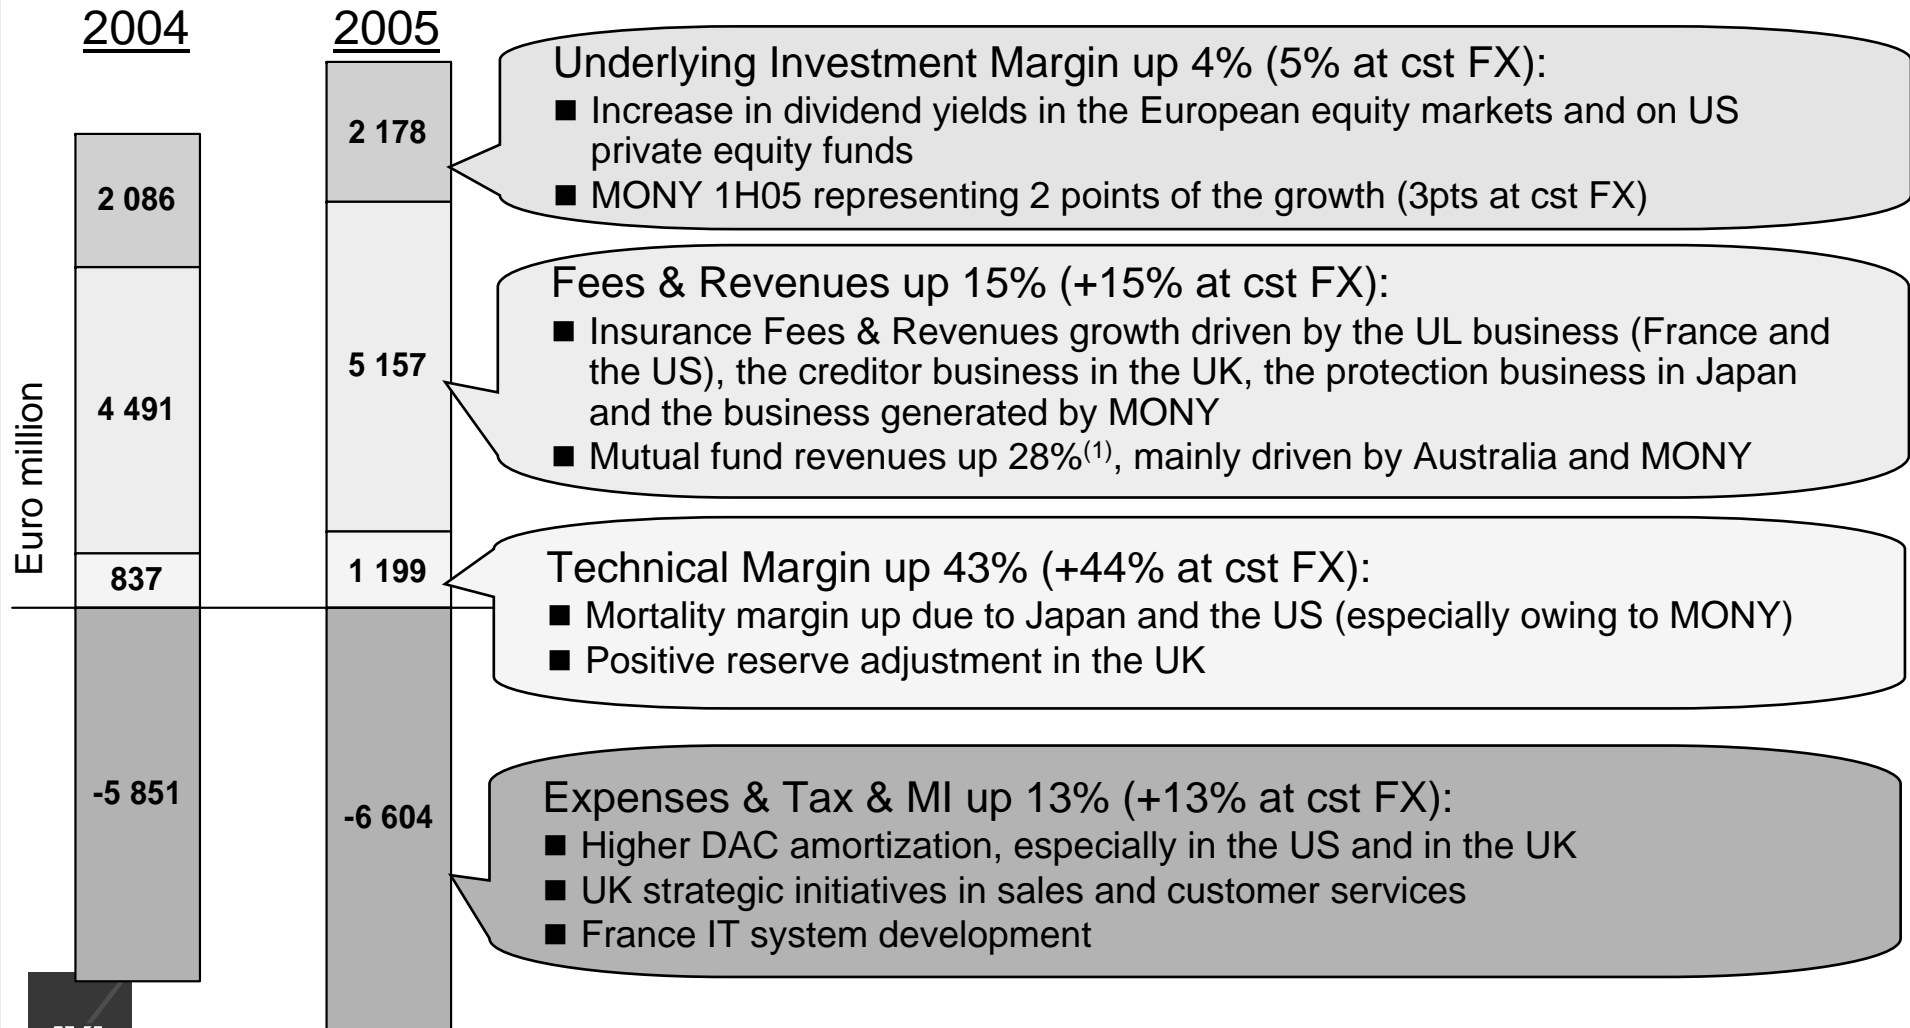 2004
2005
Euro million
2 086
4 491
837
-5 851
2 178
5 157
1 199
-6 604
Underlying Investment Margin up 4% (5% at cst FX):
■ Increase in dividend yields in the European equity markets and on US
private equity funds
■ MONY 1H05 representing 2 points of the growth (3pts at cst FX)
Fees & Revenues up 15% (+15% at cst FX):
■ Insurance Fees & Revenues growth driven by the UL business (France and
the US), the creditor business in the UK, the protection business in Japan
and the business generated by MONY
■ Mutual fund revenues up 28%(1), mainly driven by Australia and MONY
Technical Margin up 43% (+44% at cst FX):
■ Mortality margin up due to Japan and the US (especially owing to MONY)
■ Positive reserve adjustment in the UK
Expenses & Tax & MI up 13% (+13% at cst FX):
■ Higher DAC amortization, especially in the US and in the UK
■ UK strategic initiatives in sales and customer services
■ France IT system development